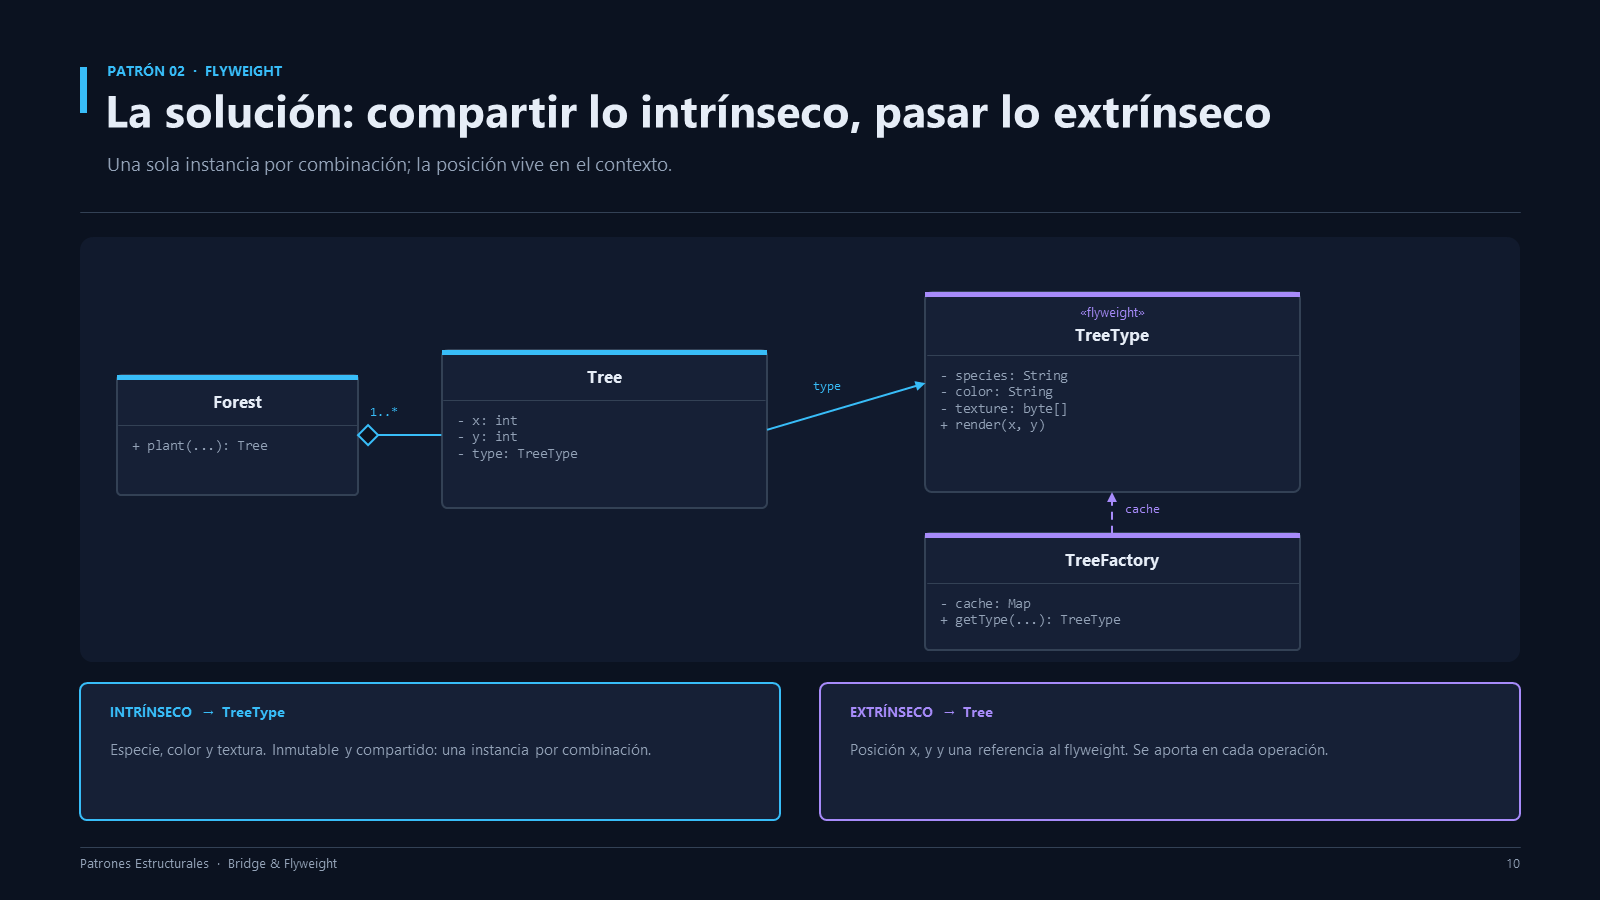 PATRÓN 02 · FLYWEIGHT
La solución: compartir lo intrínseco, pasar lo extrínseco
Una sola instancia por combinación; la posición vive en el contexto.
Forest
+ plant(...): Tree
1..*
Tree
- x: int
- y: int
- type: TreeType
type
«flyweight»
TreeType
- species: String
- color: String
- texture: byte[]
+ render(x, y)
cache
TreeFactory
- cache: Map
+ getType(...): TreeType
INTRÍNSECO → TreeType
Especie, color y textura. Inmutable y compartido: una instancia por combinación.
EXTRÍNSECO → Tree
Posición x, y y una referencia al flyweight. Se aporta en cada operación.
Patrones Estructurales · Bridge & Flyweight
10